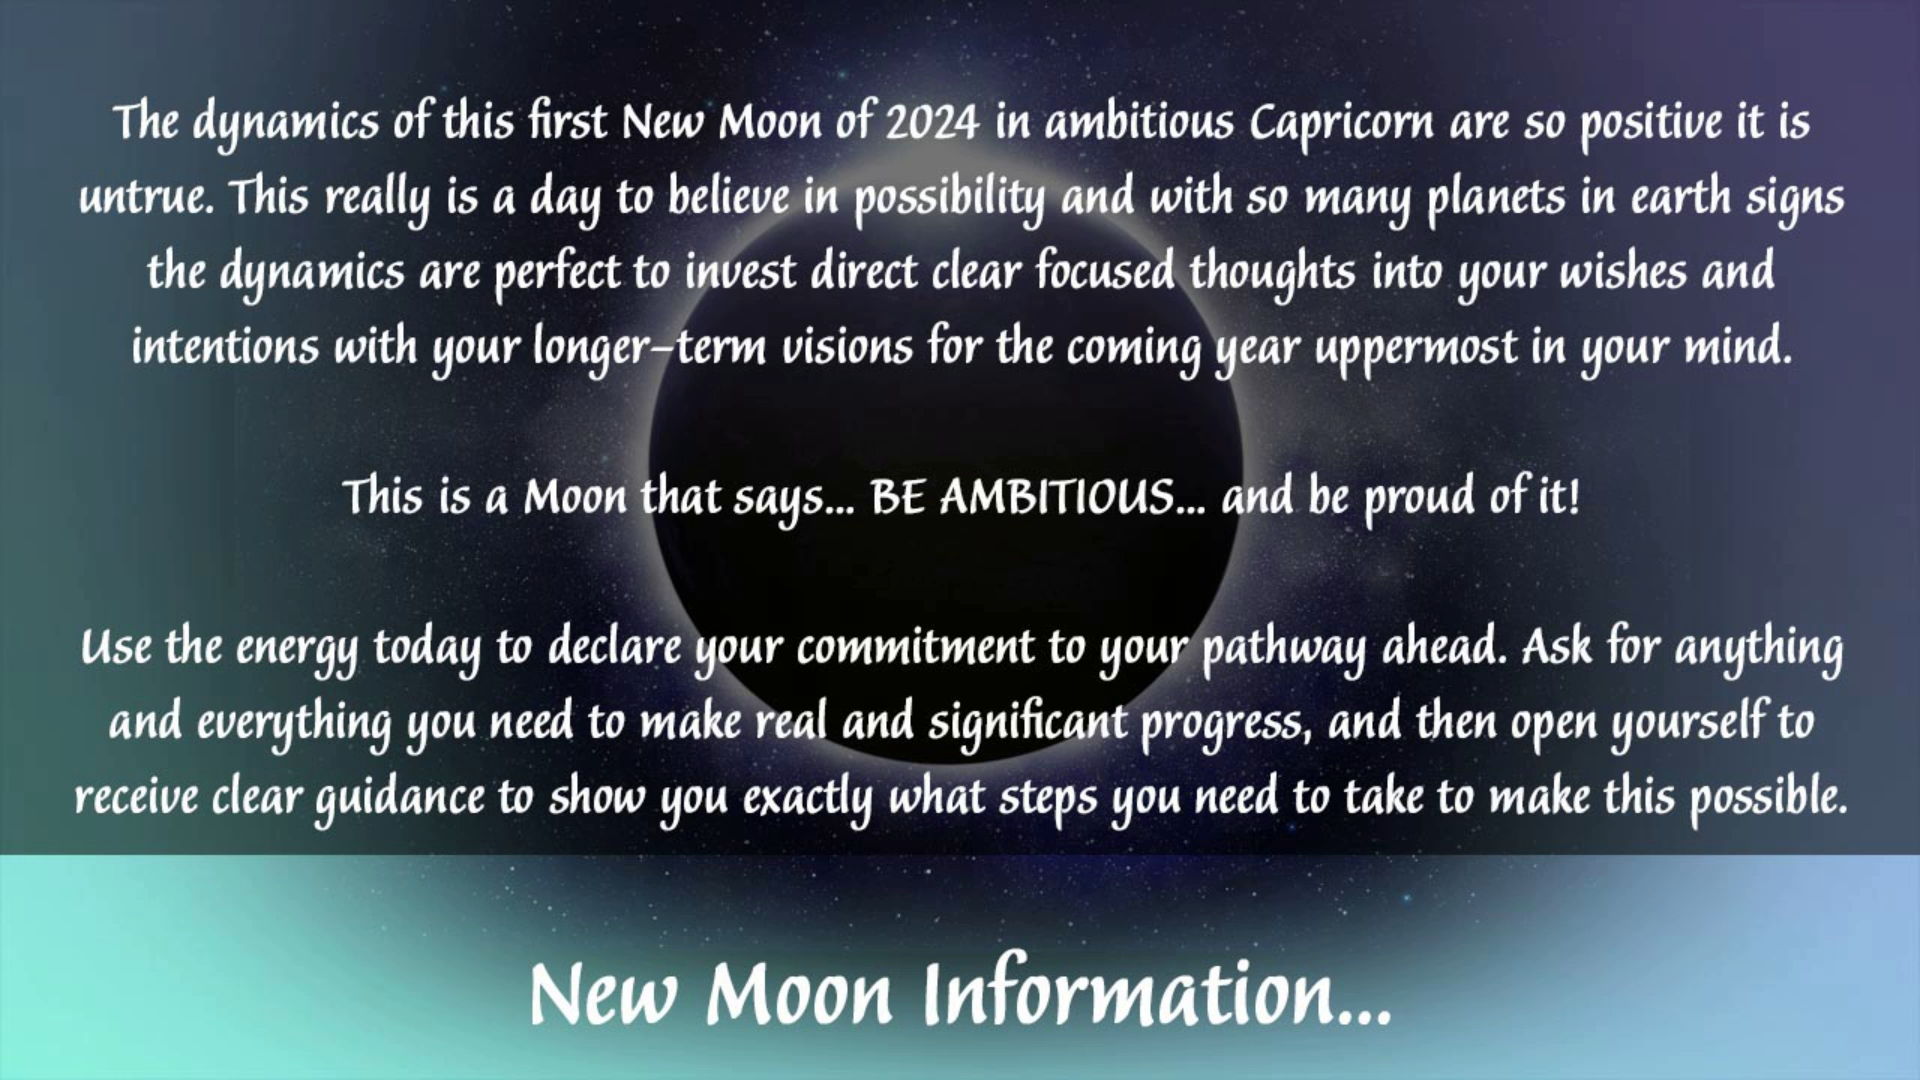 The dynamics of this first New Moon of 2024 in ambitious Capricorn are so positive it is
untrue. This really is a day to believe in possibility and with so many planets in earth signs
the dynamics are perfect to invest direct clear focused thoughts into your wishes and
intentions with your longer-term visions for the coming year uppermost in your mind.
This is a Moon that says... BE AMBITIOUS... and be proud of it!
Use the energy today to declare your commitment to your pathway ahead. Ask for anything
and everything you need to make real and significant progress, and then open yourself to
receive clear guidance to show you exactly what steps you need to take to make this possible.
New Moon Information...